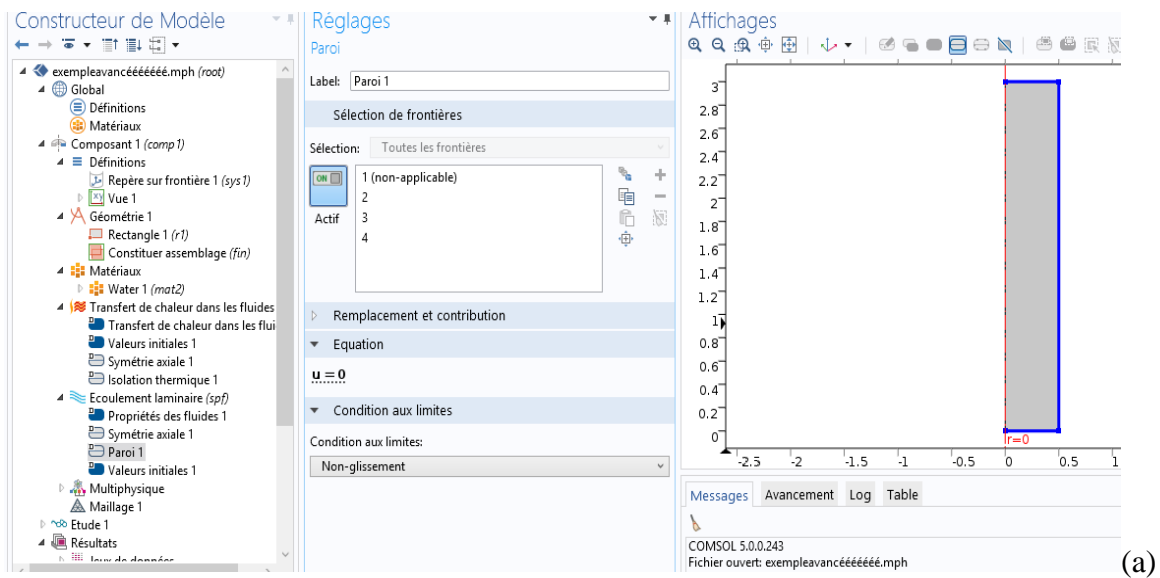 Constructeur de Modèle
exempleavancééééééé.mph (root)
Global
Définitions
Matériaux
Composant 1 (comp1)
Définitions
Repère sur frontière 1 (sys1)
Vue 1
Géométrie 1
Rectangle 1 (r1)
Constituer assemblage (fin)
Matériaux
Water 1 (mat2)
Transfert de chaleur dans les fluides
Transfert de chaleur dans les flui
Valeurs initiales 1
Symétrie axiale 1
Isolation thermique 1
Ecoulement laminaire (spf)
Propriétés des fluides 1
Symétrie axiale 1
Paroi 1
Valeurs initiales 1
Multiphysique
Maillage 1
Etude 1
Résultats
Jeux de données
Réglages
Paroi
Label: Paroi 1
Sélection de frontières
Sélection: Toutes les frontières
ON
Actif
1 (non-applicable)
2
3
4
Remplacement et contribution
Equation
u = 0
Condition aux limites
Condition aux limites:
Non-glissement
Affichages
3
2.8
2.6
2.4
2.2
2
1.8
1.6
1.4
1.2
1
0.8
0.6
0.4
0.2
0
r=0
-2.5 -2 -1.5 -1 -0.5 0 0.5 1
Messages Avancement Log Table
COMSOL 5.0.0.243
Fichier ouvert: exempleavancééééééé.mph
(a)